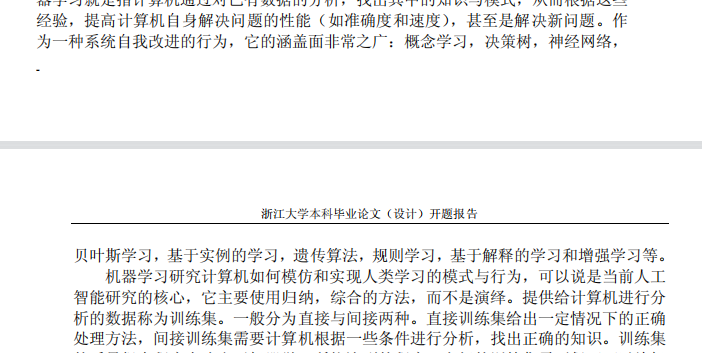 器学习就是指计算机通过对已有数据的分析，找出其中的知识与模式，从而根据这些
经验，提高计算机自身解决问题的性能（如准确度和速度），甚至是解决新问题。作
为一种系统自我改进的行为，它的涵盖面非常之广：概念学习，决策树，神经网络，
-
浙江大学本科毕业论文（设计）开题报告
贝叶斯学习，基于实例的学习，遗传算法，规则学习，基于解释的学习和增强学习等。
机器学习研究计算机如何模仿和实现人类学习的模式与行为，可以说是当前人工
智能研究的核心，它主要使用归纳，综合的方法，而不是演绎。提供给计算机进行分
析的数据称为训练集。一般分为直接与间接两种。直接训练集给出一定情况下的正确
处理方法，间接训练集需要计算机根据一些条件进行分析，找出正确的知识。训练集